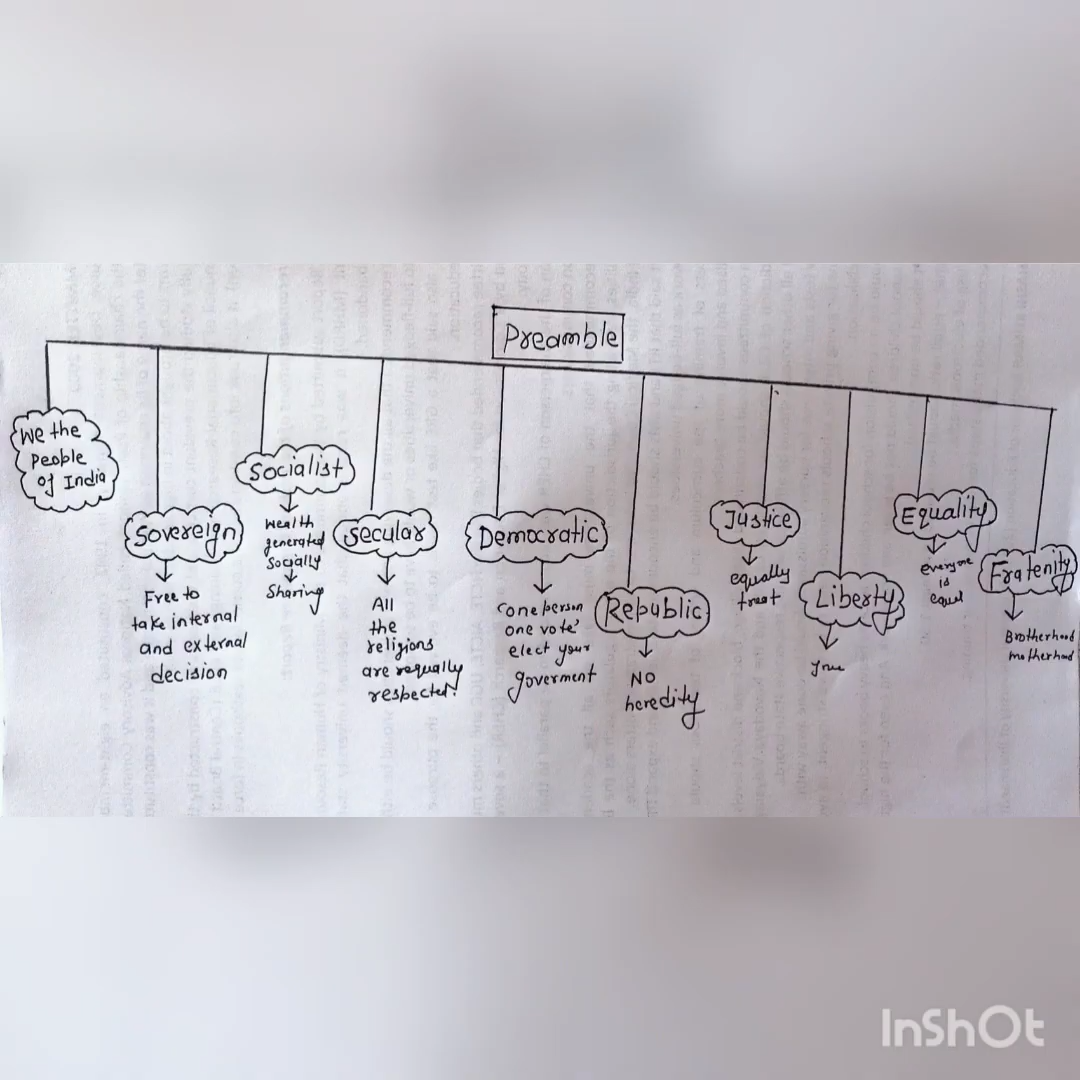 Preamble
We the
People
of India
Sovereign
Free to
take internal
and external
decision
Socialist
Wealth
generated
Socially
Sharing
Secular
All
the
religions
are equally
respected.
Democratic
'one person
one vote'
elect your
goverment
Republic
NO
heredity
Justice
equally
treat
Liberty
Equality
everyone
is
equal
Fratenity
Brotherhood
motherhood
InShOt